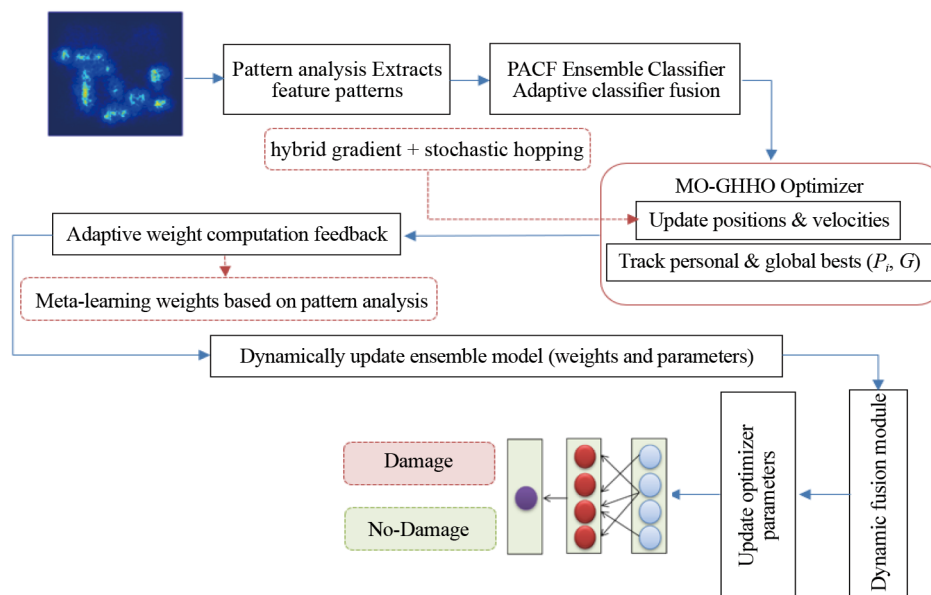 Pattern analysis Extracts
feature patterns
PACF Ensemble Classifier
Adaptive classifier fusion
hybrid gradient + stochastic hopping
MO-GHHO Optimizer
Update positions & velocities
Track personal & global bests (Pᵢ, G)
Adaptive weight computation feedback
Meta-learning weights based on pattern analysis
Dynamically update ensemble model (weights and parameters)
Dynamic fusion module
Update optimizer
parameters
Damage
No-Damage